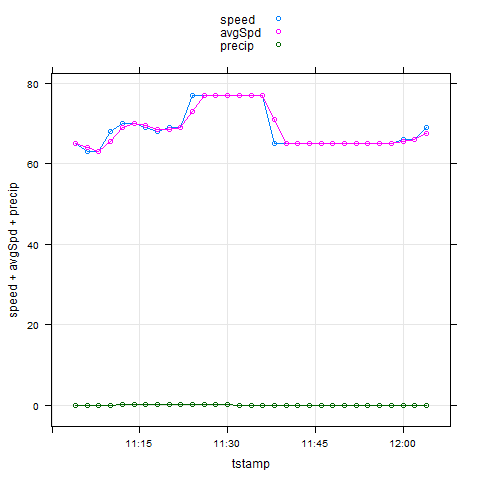 speed
avgSpd
precip
80
60
40
20
0
speed + avgSpd + precip
11:15 11:30 11:45 12:00
tstamp